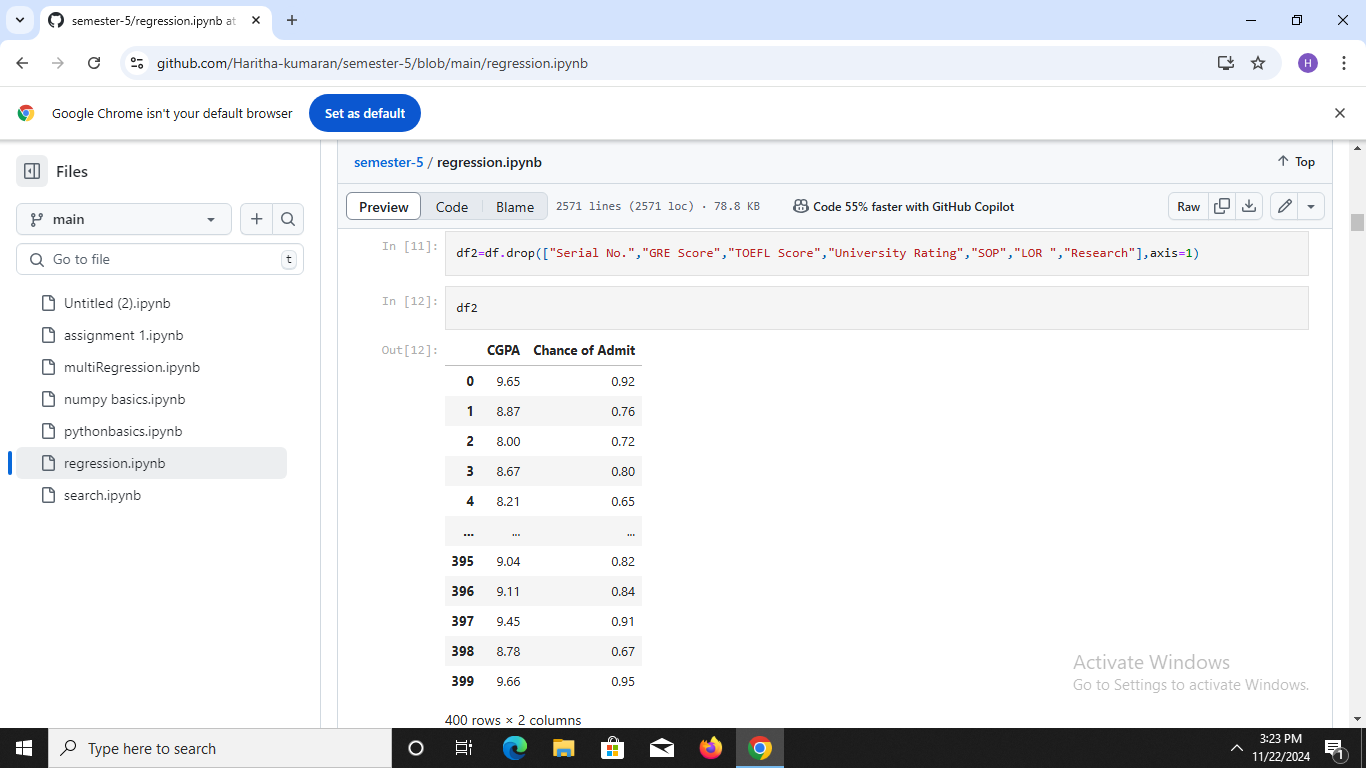 semester-5/regression.ipynb at
github.com/Haritha-kumaran/semester-5/blob/main/regression.ipynb
H
Google Chrome isn't your default browser
Set as default
Files
main
Go to file
t
Untitled (2).ipynb
assignment 1.ipynb
multiRegression.ipynb
numpy basics.ipynb
pythonbasics.ipynb
regression.ipynb
search.ipynb
semester-5 / regression.ipynb
Top
Preview Code Blame 2571 lines (2571 loc) · 78.8 KB Code 55% faster with GitHub Copilot Raw
In [11]: df2=df.drop(["Serial No.","GRE Score","TOEFL Score","University Rating","SOP","LOR ","Research"],axis=1)
In [12]: df2
Out[12]: CGPA Chance of Admit
0 9.65 0.92
1 8.87 0.76
2 8.00 0.72
3 8.67 0.80
4 8.21 0.65
... ... ...
395 9.04 0.82
396 9.11 0.84
397 9.45 0.91
398 8.78 0.67
399 9.66 0.95
400 rows × 2 columns
Activate Windows
Go to Settings to activate Windows.
Type here to search
3:23 PM
11/22/2024
1